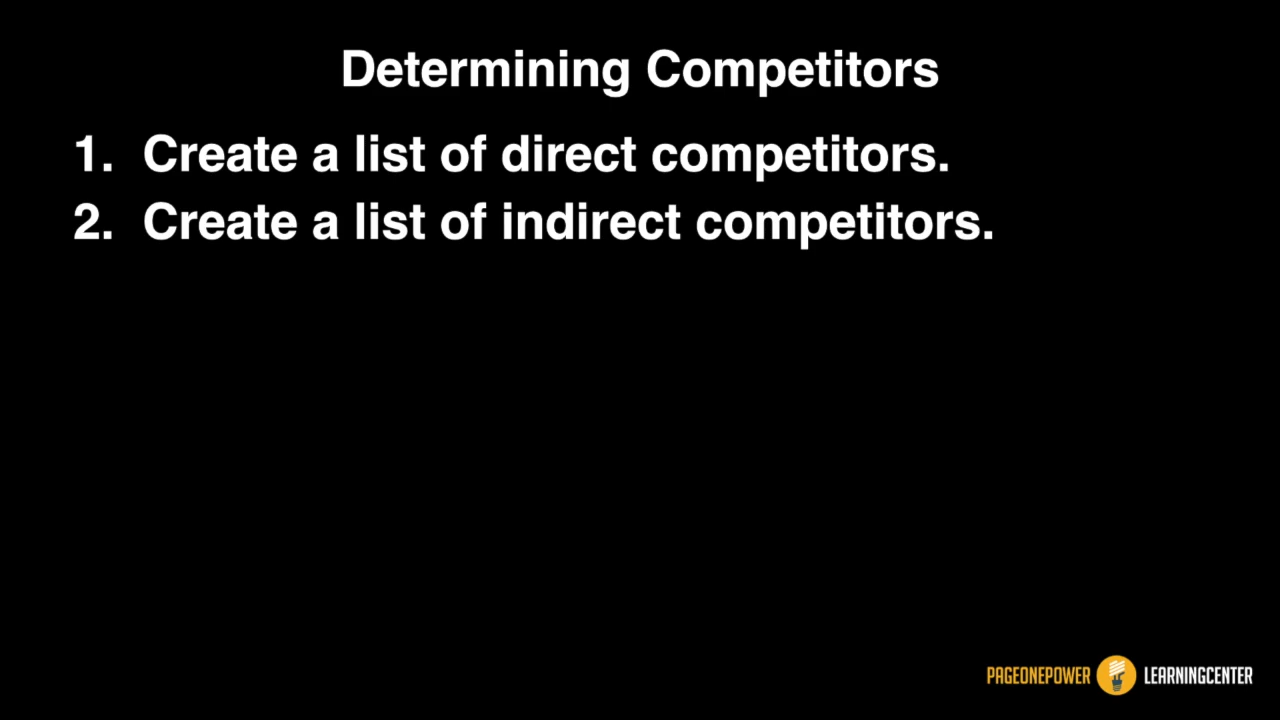 Determining Competitors
1. Create a list of direct competitors.
2. Create a list of indirect competitors.
PAGEONEPOWER LEARNINGCENTER